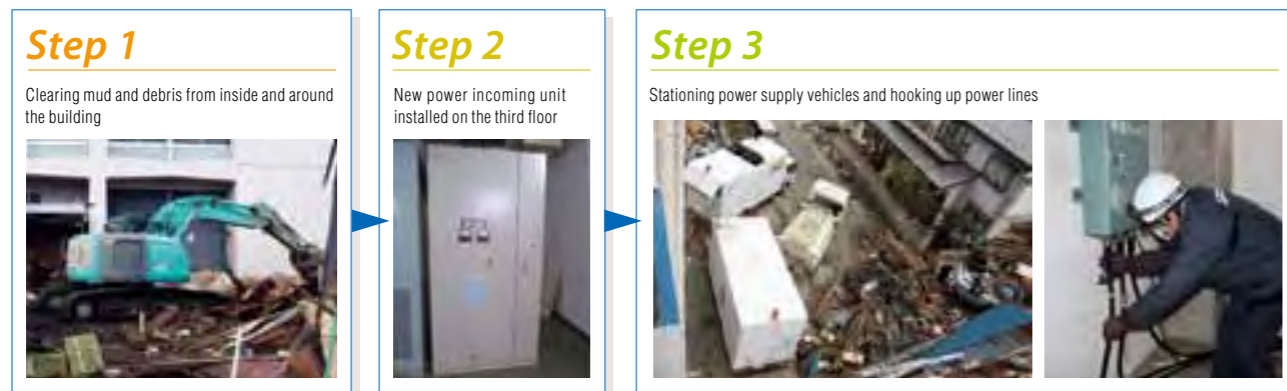 Step 1
Clearing mud and debris from inside and around
the building
Step 2
New power incoming unit
installed on the third floor
Step 3
Stationing power supply vehicles and hooking up power lines